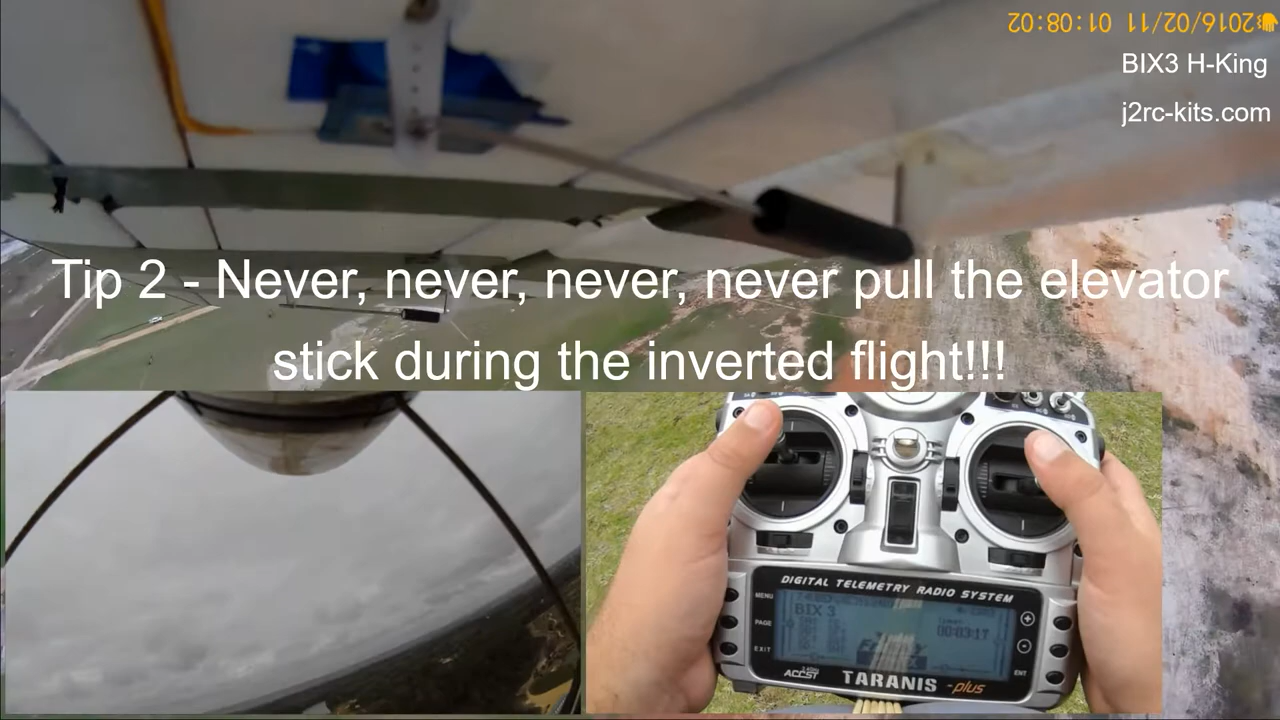 2016/02/11 01:08:02
BIX3 H-King
j2rc-kits.com
Tip 2 - Never, never, never, never pull the elevator
stick during the inverted flight!!!
DIGITAL TELEMETRY RADIO SYSTEM
MENU
PAGE
EXIT
BIX 3
00:03:17
ENT
ACCST
TARANIS -plus